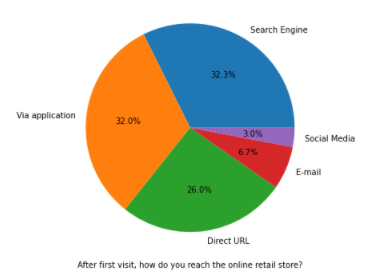 Search Engine
32.3%
Via application
32.0%
Social Media
3.0%
6.7%
E-mail
26.0%
Direct URL
After first visit, how do you reach the online retail store?